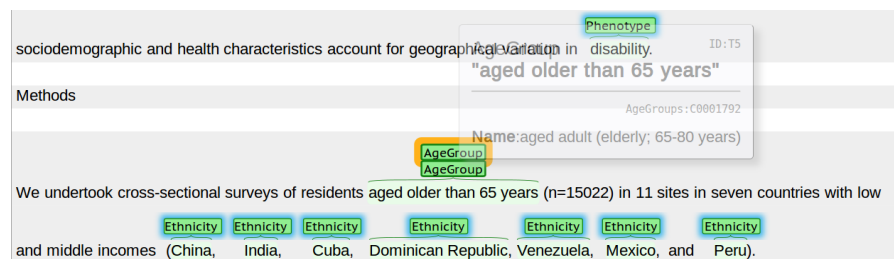 Phenotype
sociodemographic and health characteristics account for geographical variation in disability.
AgeGroup ID:T5
"aged older than 65 years"
Methods
AgeGroups:C0001792
Name:aged adult (elderly; 65-80 years)
AgeGroup
AgeGroup
We undertook cross-sectional surveys of residents aged older than 65 years (n=15022) in 11 sites in seven countries with low
Ethnicity Ethnicity Ethnicity Ethnicity Ethnicity Ethnicity Ethnicity
and middle incomes (China, India, Cuba, Dominican Republic, Venezuela, Mexico, and Peru).